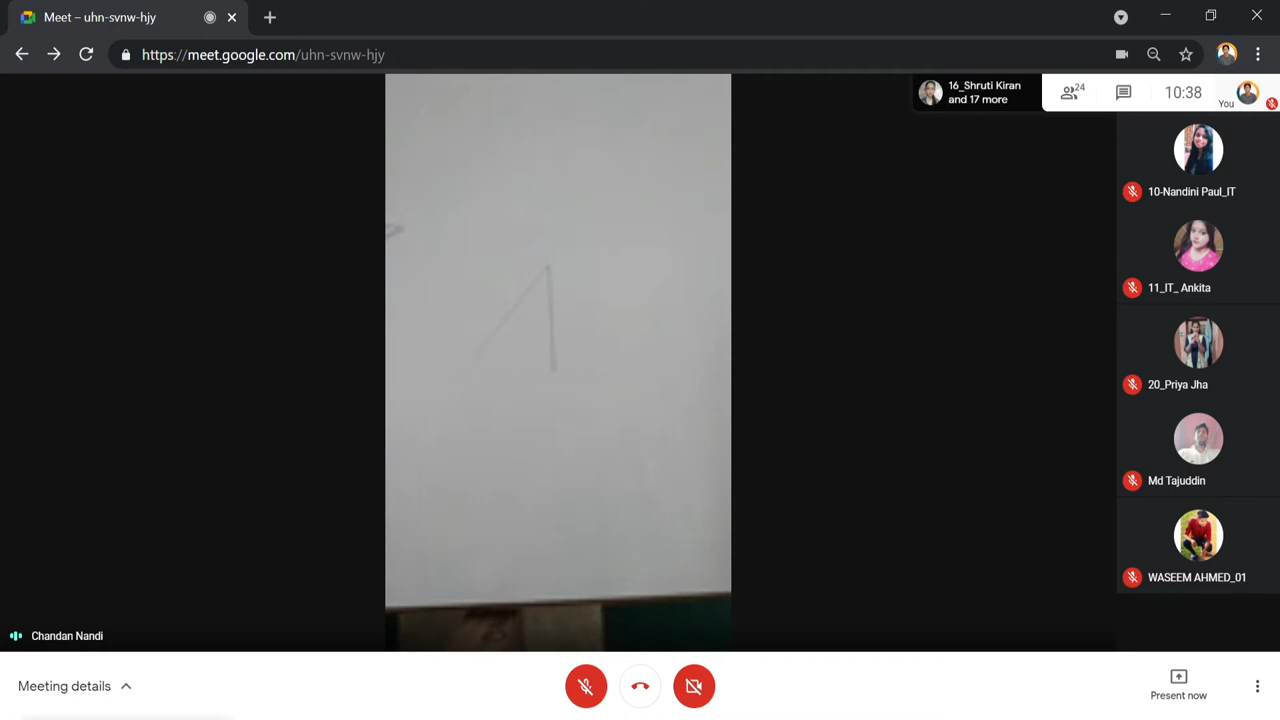 Meet – uhn-svnw-hjy
https://meet.google.com/uhn-svnw-hjy
16_Shruti Kiran
and 17 more
24
10:38
You
10-Nandini Paul_IT
11_IT_ Ankita
20_Priya Jha
Md Tajuddin
WASEEM AHMED_01
Chandan Nandi
Meeting details
Present now